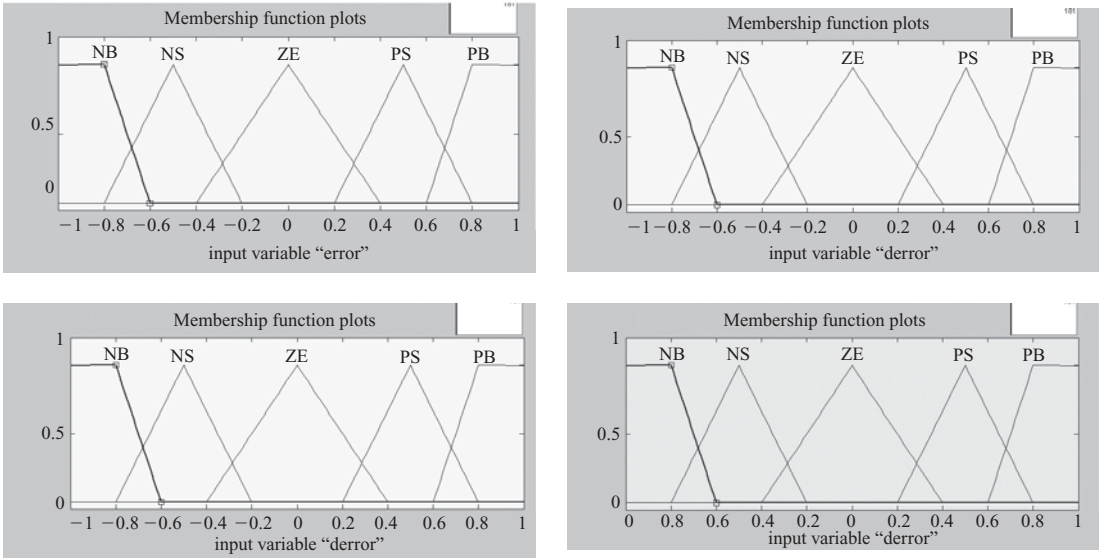 Membership function plots
1
NB NS ZE PS PB
0.5
0
−1 −0.8 −0.6 −0.4 −0.2 0 0.2 0.4 0.6 0.8 1
input variable “error”
Membership function plots
1
NB NS ZE PS PB
0.5
0
−1 −0.8 −0.6 −0.4 −0.2 0 0.2 0.4 0.6 0.8 1
input variable “derror”
Membership function plots
1
NB NS ZE PS PB
0.5
0
−1 −0.8 −0.6 −0.4 −0.2 0 0.2 0.4 0.6 0.8 1
input variable “derror”
Membership function plots
1
NB NS ZE PS PB
0.5
0
0 0.8 0.6 0.4 0.2 0 0.2 0.4 0.6 0.8 1
input variable “derror”